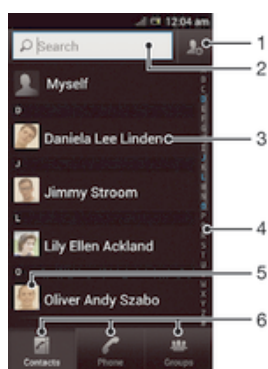 12:04 am
Search
1
2
Myself
D
Daniela Lee Linden
3
J
Jimmy Stroom
L
Lily Ellen Ackland
4
O
Oliver Andy Szabo
5
Contacts
Phone
Groups
6